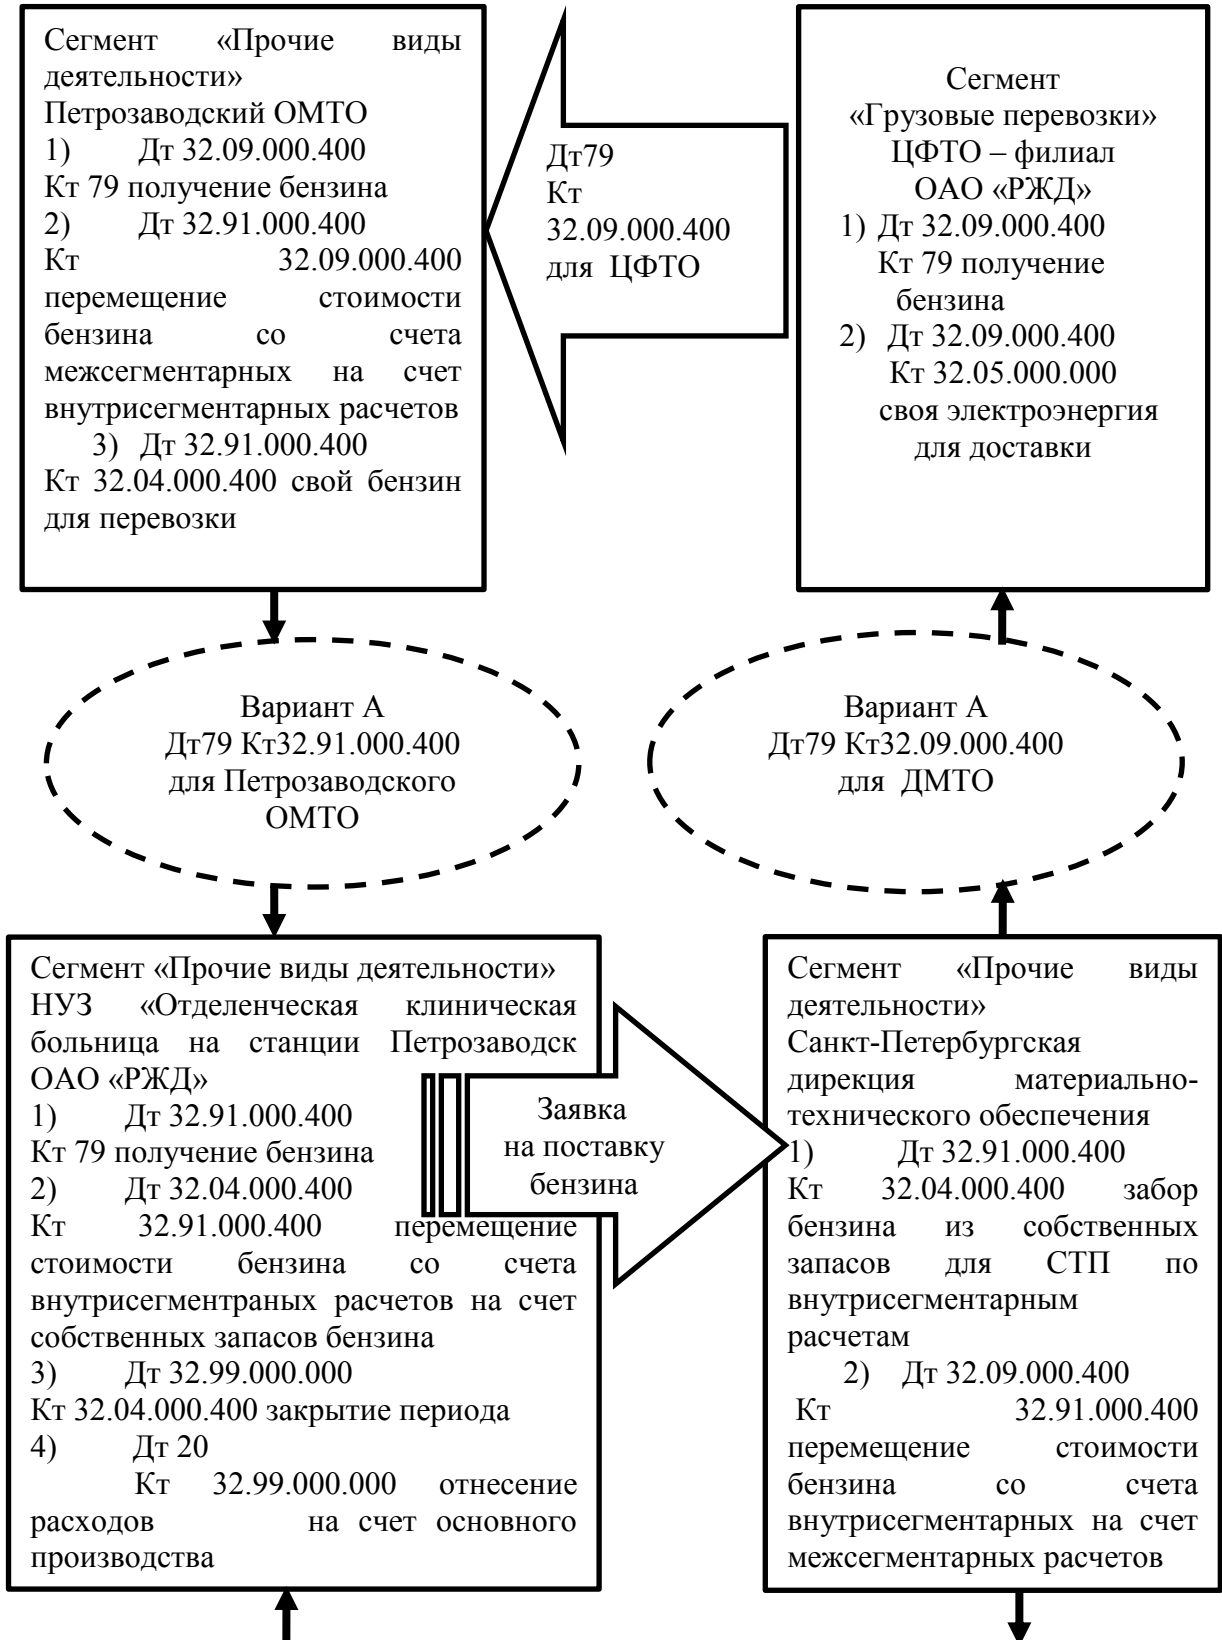 Сегмент «Прочие виды
деятельности»
Петрозаводский ОМТО
1) Дт 32.09.000.400
Кт 79 получение бензина
2) Дт 32.91.000.400
Кт 32.09.000.400
перемещение стоимости
бензина со счета
межсегментарных на счет
внутрисегментарных расчетов
3) Дт 32.91.000.400
Кт 32.04.000.400 свой бензин
для перевозки
Дт79
Кт
32.09.000.400
для ЦФТО
Сегмент
«Грузовые перевозки»
ЦФТО – филиал
ОАО «РЖД»
1) Дт 32.09.000.400
Кт 79 получение
бензина
2) Дт 32.09.000.400
Кт 32.05.000.000
своя электроэнергия
для доставки
Вариант А
Дт79 Кт32.91.000.400
для Петрозаводского
ОМТО
Вариант А
Дт79 Кт32.09.000.400
для ДМТО
Сегмент «Прочие виды деятельности»
НУЗ «Отделенческая клиническая
больница на станции Петрозаводск
ОАО «РЖД»
1) Дт 32.91.000.400
Кт 79 получение бензина
2) Дт 32.04.000.400
Кт 32.91.000.400 перемещение
стоимости бензина со счета
внутрисегментраных расчетов на счет
собственных запасов бензина
3) Дт 32.99.000.000
Кт 32.04.000.400 закрытие периода
4) Дт 20
Кт 32.99.000.000 отнесение
расходов на счет основного
производства
Заявка
на поставку
бензина
Сегмент «Прочие виды
деятельности»
Санкт-Петербургская
дирекция материально-
технического обеспечения
1) Дт 32.91.000.400
Кт 32.04.000.400 забор
бензина из собственных
запасов для СТП по
внутрисегментарным
расчетам
2) Дт 32.09.000.400
Кт 32.91.000.400
перемещение стоимости
бензина со счета
внутрисегментарных на счет
межсегментарных расчетов